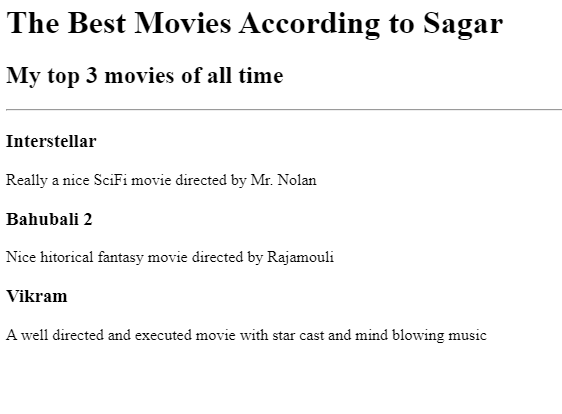 The Best Movies According to Sagar
My top 3 movies of all time
Interstellar
Really a nice SciFi movie directed by Mr. Nolan
Bahubali 2
Nice hitorical fantasy movie directed by Rajamouli
Vikram
A well directed and executed movie with star cast and mind blowing music